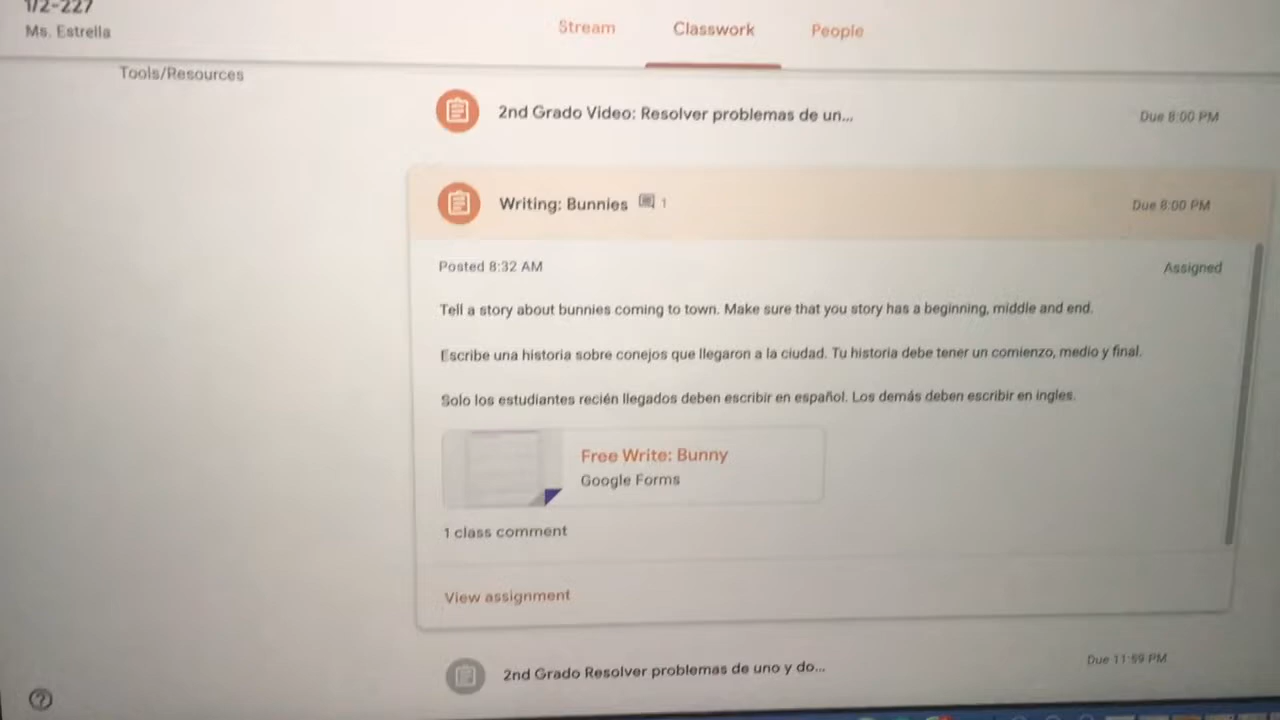 1/2-227
Ms. Estrella
Stream
Classwork
People
Tools/Resources
2nd Grado Video: Resolver problemas de un...
Due 8:00 PM
Writing: Bunnies
1
Due 8:00 PM
Posted 8:32 AM
Assigned
Tell a story about bunnies coming to town. Make sure that you story has a beginning, middle and end.
Escribe una historia sobre conejos que llegaron a la ciudad. Tu historia debe tener un comienzo, medio y final.
Solo los estudiantes recién llegados deben escribir en español. Los demás deben escribir en ingles.
Free Write: Bunny
Google Forms
1 class comment
View assignment
2nd Grado Resolver problemas de uno y do...
Due 11:59 PM